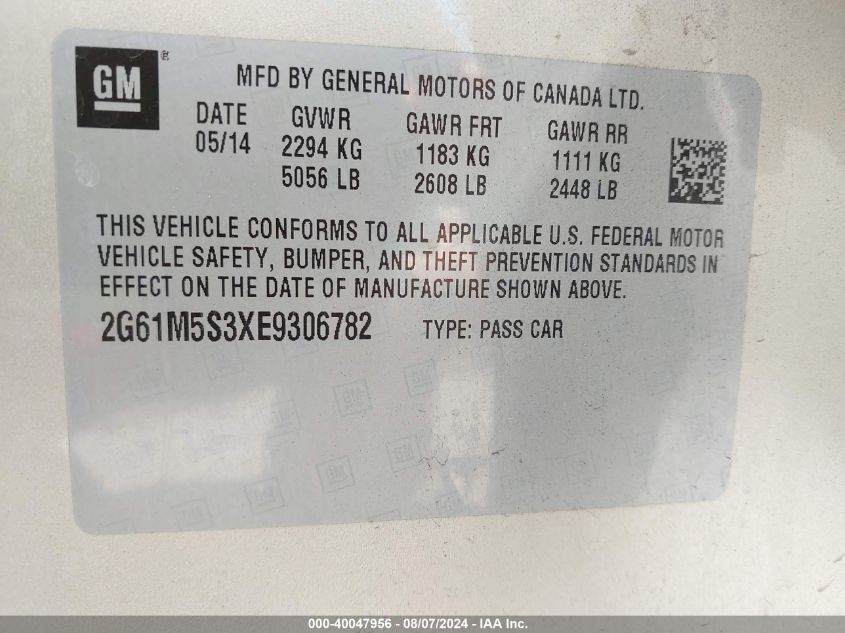 GM
MFD BY GENERAL MOTORS OF CANADA LTD.
DATE GVWR GAWR FRT GAWR RR
05/14 2294 KG 1183 KG 1111 KG
5056 LB 2608 LB 2448 LB
THIS VEHICLE CONFORMS TO ALL APPLICABLE U.S. FEDERAL MOTOR
VEHICLE SAFETY, BUMPER, AND THEFT PREVENTION STANDARDS IN
EFFECT ON THE DATE OF MANUFACTURE SHOWN ABOVE.
2G61M5S3XE9306782 TYPE: PASS CAR
000-40047956 - 08/07/2024 - IAA Inc.